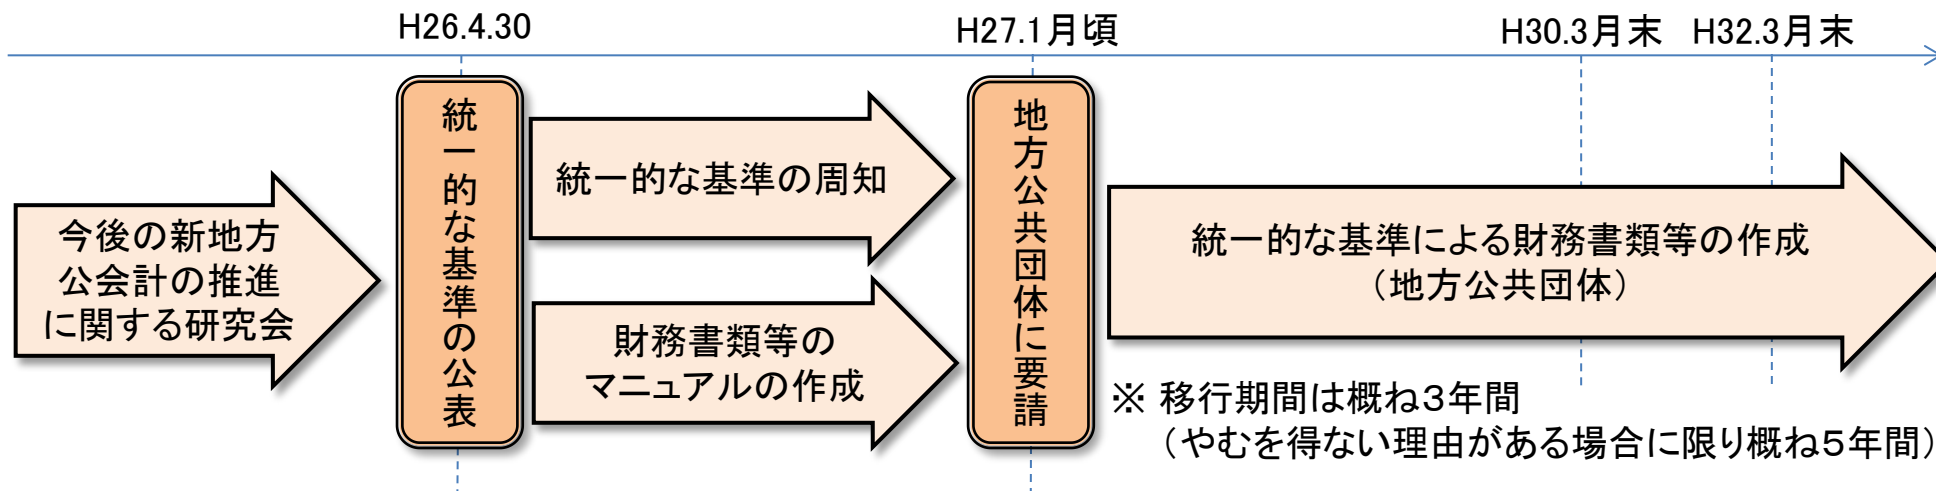 H26.4.30
H27.1月頃
H30.3月末
H32.3月末
今後の新地方
公会計の推進
に関する研究会
統一的な基準の公表
統一的な基準の周知
財務書類等の
マニュアルの作成
地方公共団体に要請
統一的な基準による財務書類等の作成
（地方公共団体）
※ 移行期間は概ね３年間
（やむを得ない理由がある場合に限り概ね５年間）